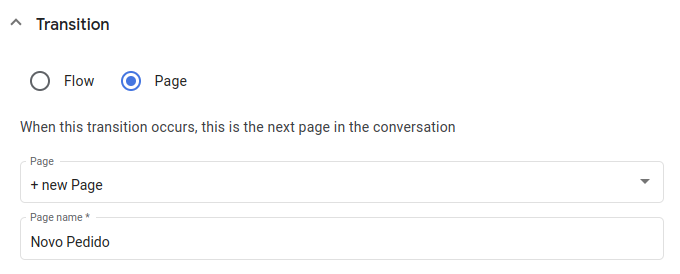 Transition
Flow
Page
When this transition occurs, this is the next page in the conversation
Page
+ new Page
Page name *
Novo Pedido